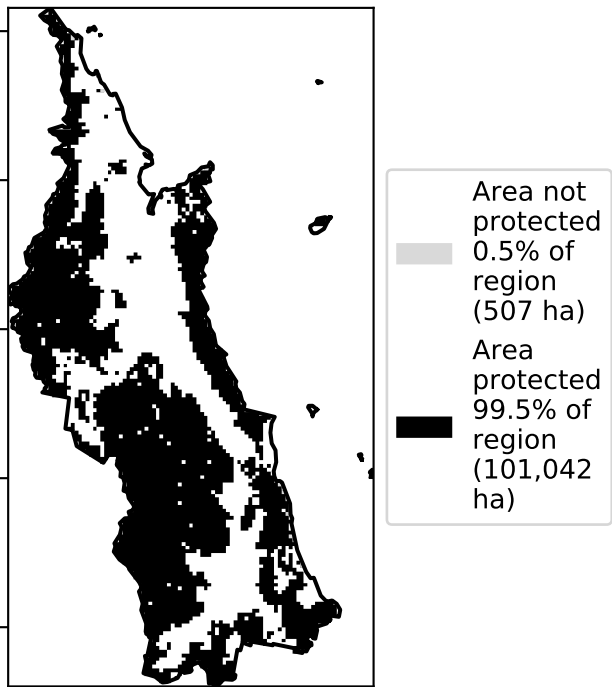 Area not
protected
0.5% of
region
(507 ha)
Area
protected
99.5% of
region
(101,042
ha)